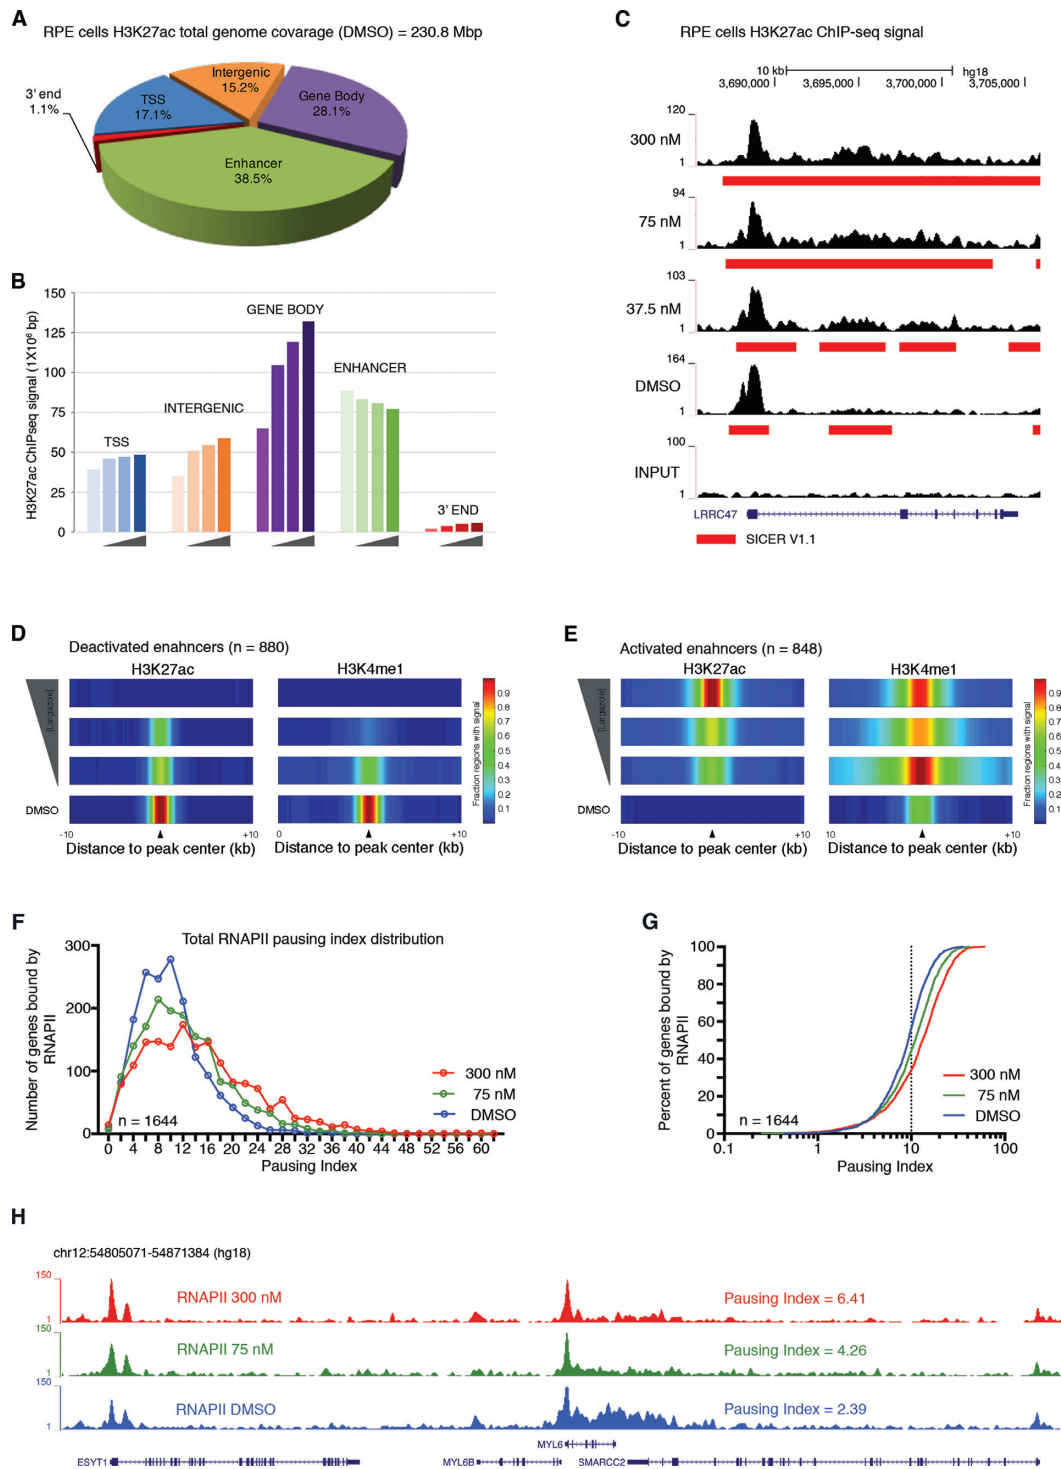 A
RPE cells H3K27ac total genome covarage (DMSO) = 230.8 Mbp
Intergenic
15.2%
Gene Body
28.1%
3' end
1.1%
TSS
17.1%
Enhancer
38.5%
B
H3K27ac ChIPseq signal (1X10⁶ bp)
150
125
100
75
50
25
0
TSS
INTERGENIC
GENE BODY
ENHANCER
3' END
C
RPE cells H3K27ac ChIP-seq signal
10 kb
hg18
3,690,000
3,695,000
3,700,000
3,705,000
120
300 nM
1
94
75 nM
1
103
37.5 nM
1
164
DMSO
1
100
INPUT
1
LRRC47
SICER V1.1
D
Deactivated enahncers (n = 880)
H3K27ac
H3K4me1
[Largazole]
DMSO
-10
+10
0
+10
Distance to peak center (kb)
Distance to peak center (kb)
0.9
0.8
0.7
0.6
0.5
0.4
0.3
0.2
0.1
Fraction regions with signal
E
Activated enahncers (n = 848)
H3K27ac
H3K4me1
[Largazole]
DMSO
-10
+10
10
+10
Distance to peak center (kb)
Distance to peak center (kb)
0.9
0.8
0.7
0.6
0.5
0.4
0.3
0.2
0.1
Fraction regions with signal
F
Total RNAPII pausing index distribution
Number of genes bound by
RNAPII
300
200
100
0
300 nM
75 nM
DMSO
n = 1644
0 4 8 12 16 20 24 28 32 36 40 44 48 52 56 60
Pausing Index
G
Percent of genes bound by
RNAPII
100
80
60
40
20
0
300 nM
75 nM
DMSO
n = 1644
0.1 1 10 100
Pausing Index
H
chr12:54805071-54871384 (hg18)
150
RNAPII 300 nM
Pausing Index = 6.41
1
150
RNAPII 75 nM
Pausing Index = 4.26
1
150
RNAPII DMSO
Pausing Index = 2.39
1
MYL6
ESYT1
MYL6B
SMARCC2